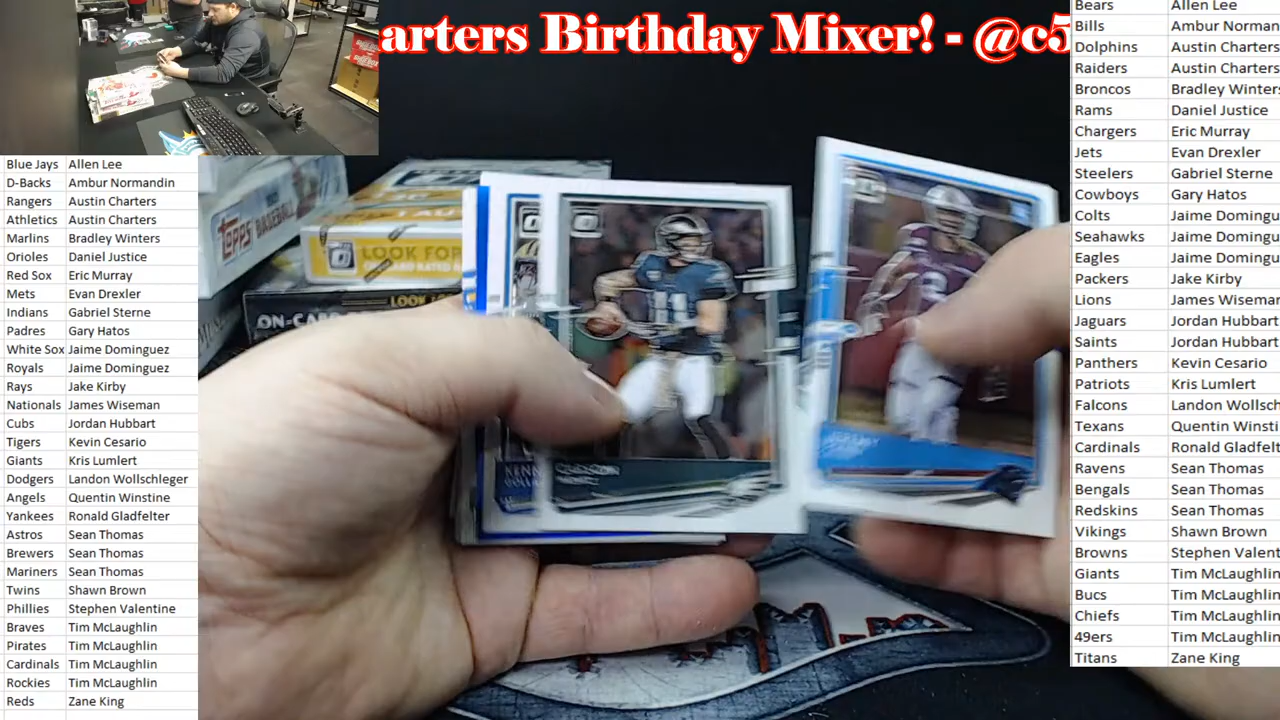 arters Birthday Mixer! - @c5
Blue Jays Allen Lee
D-Backs Ambur Normandin
Rangers Austin Charters
Athletics Austin Charters
Marlins Bradley Winters
Orioles Daniel Justice
Red Sox Eric Murray
Mets Evan Drexler
Indians Gabriel Sterne
Padres Gary Hatos
White Sox Jaime Dominguez
Royals Jaime Dominguez
Rays Jake Kirby
Nationals James Wiseman
Cubs Jordan Hubbart
Tigers Kevin Cesario
Giants Kris Lumlert
Dodgers Landon Wollschleger
Angels Quentin Winstine
Yankees Ronald Gladfelter
Astros Sean Thomas
Brewers Sean Thomas
Mariners Sean Thomas
Twins Shawn Brown
Phillies Stephen Valentine
Braves Tim McLaughlin
Pirates Tim McLaughlin
Cardinals Tim McLaughlin
Rockies Tim McLaughlin
Reds Zane King
Topps BASEBALL
LOOK FOR
ON-CARD
LOOK
11
KENN
Bears Allen Lee
Bills Ambur Norman
Dolphins Austin Charters
Raiders Austin Charters
Broncos Bradley Winters
Rams Daniel Justice
Chargers Eric Murray
Jets Evan Drexler
Steelers Gabriel Sterne
Cowboys Gary Hatos
Colts Jaime Domingu
Seahawks Jaime Domingu
Eagles Jaime Domingu
Packers Jake Kirby
Lions James Wiseman
Jaguars Jordan Hubbart
Saints Jordan Hubbart
Panthers Kevin Cesario
Patriots Kris Lumlert
Falcons Landon Wollsch
Texans Quentin Winsti
Cardinals Ronald Gladfelt
Ravens Sean Thomas
Bengals Sean Thomas
Redskins Sean Thomas
Vikings Shawn Brown
Browns Stephen Valent
Giants Tim McLaughlin
Bucs Tim McLaughlin
Chiefs Tim McLaughlin
49ers Tim McLaughlin
Titans Zane King